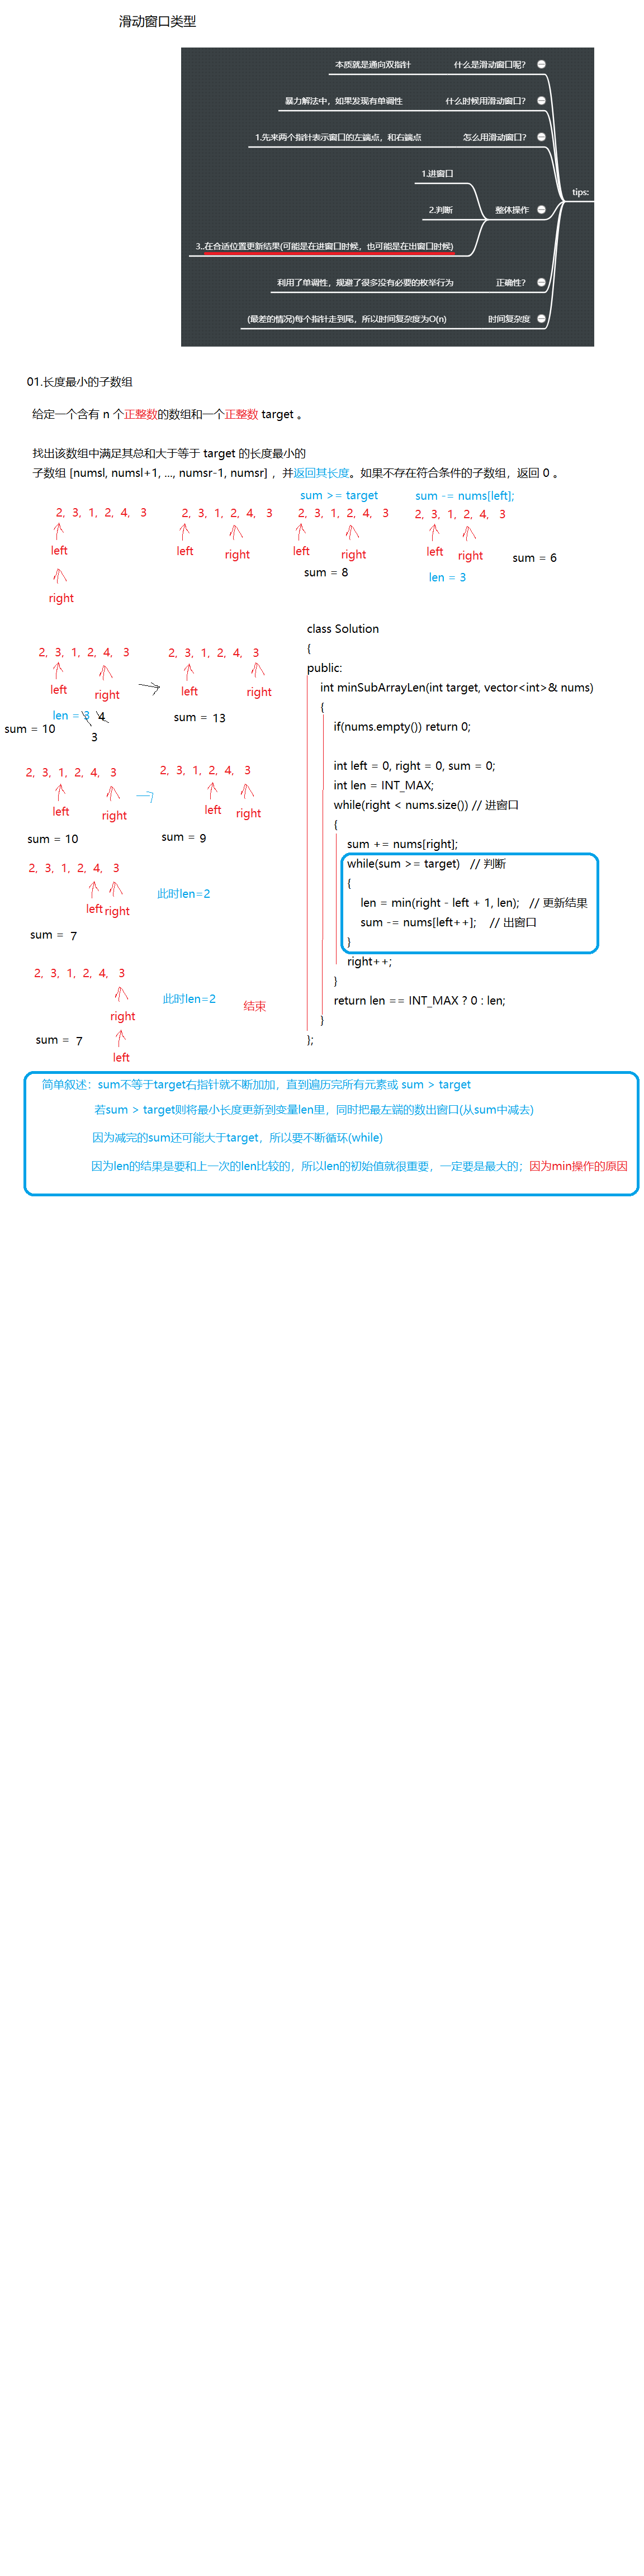 滑动窗口类型
本质就是通向双指针 什么是滑动窗口呢?
暴力解法中，如果发现有单调性 什么时候用滑动窗口?
1.先来两个指针表示窗口的左端点，和右端点 怎么用滑动窗口?
1.进窗口
tips:
2.判断 整体操作
3..在合适位置更新结果(可能是在进窗口时候，也可能是在出窗口时候)
利用了单调性，规避了很多没有必要的枚举行为 正确性?
(最差的情况)每个指针走到尾，所以时间复杂度为O(n) 时间复杂度
01.长度最小的子数组
给定一个含有 n 个正整数的数组和一个正整数 target 。
找出该数组中满足其总和大于等于 target 的长度最小的
子数组 [numsl, numsl+1, ..., numsr-1, numsr] ，并返回其长度。如果不存在符合条件的子数组，返回 0 。
sum >= target sum -= nums[left];
2, 3, 1, 2, 4, 3 2, 3, 1, 2, 4, 3 2, 3, 1, 2, 4, 3 2, 3, 1, 2, 4, 3
left left right left right left right sum = 6
right sum = 8 len = 3
2, 3, 1, 2, 4, 3 2, 3, 1, 2, 4, 3
left right left right
len = 3 4
sum = 10 3 sum = 13
2, 3, 1, 2, 4, 3 2, 3, 1, 2, 4, 3
left right left right
sum = 10 sum = 9
2, 3, 1, 2, 4, 3
left right 此时len=2
sum = 7
2, 3, 1, 2, 4, 3
right 此时len=2 结束
sum = 7
left
class Solution
{
public:
int minSubArrayLen(int target, vector<int>& nums)
{
if(nums.empty()) return 0;
int left = 0, right = 0, sum = 0;
int len = INT_MAX;
while(right < nums.size()) // 进窗口
{
sum += nums[right];
while(sum >= target) // 判断
{
len = min(right - left + 1, len); // 更新结果
sum -= nums[left++]; // 出窗口
}
right++;
}
return len == INT_MAX ? 0 : len;
}
};
简单叙述：sum不等于target右指针就不断加加，直到遍历完所有元素或 sum > target
若sum > target则将最小长度更新到变量len里，同时把最左端的数出窗口(从sum中减去)
因为减完的sum还可能大于target，所以要不断循环(while)
因为len的结果是要和上一次的len比较的，所以len的初始值就很重要，一定要是最大的；因为min操作的原因